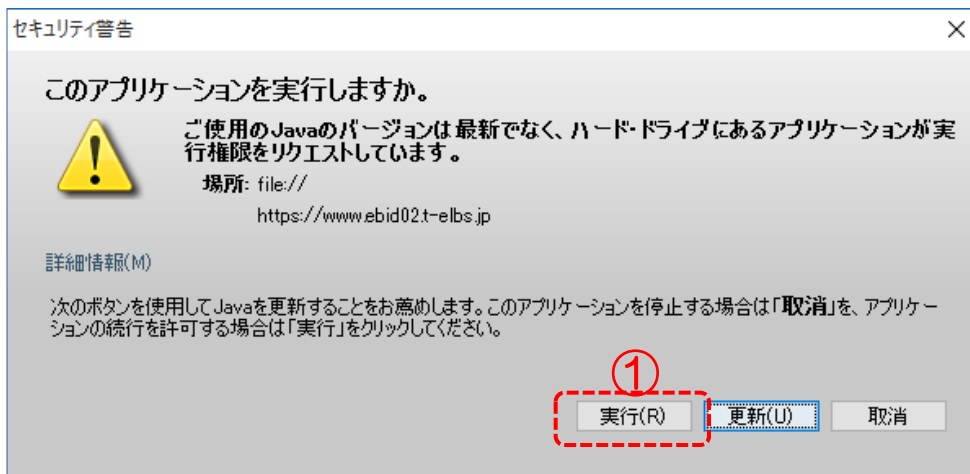 セキュリティ警告
このアプリケーションを実行しますか。
ご使用のJavaのバージョンは最新でなく、ハード・ドライブにあるアプリケーションが実
行権限をリクエストしています。
場所: file://
https://www.ebid02.t-elbs.jp
詳細情報(M)
次のボタンを使用してJavaを更新することをお薦めします。このアプリケーションを停止する場合は「取消」を、アプリケー
ションの続行を許可する場合は「実行」をクリックしてください。
①
実行(R) 更新(U) 取消